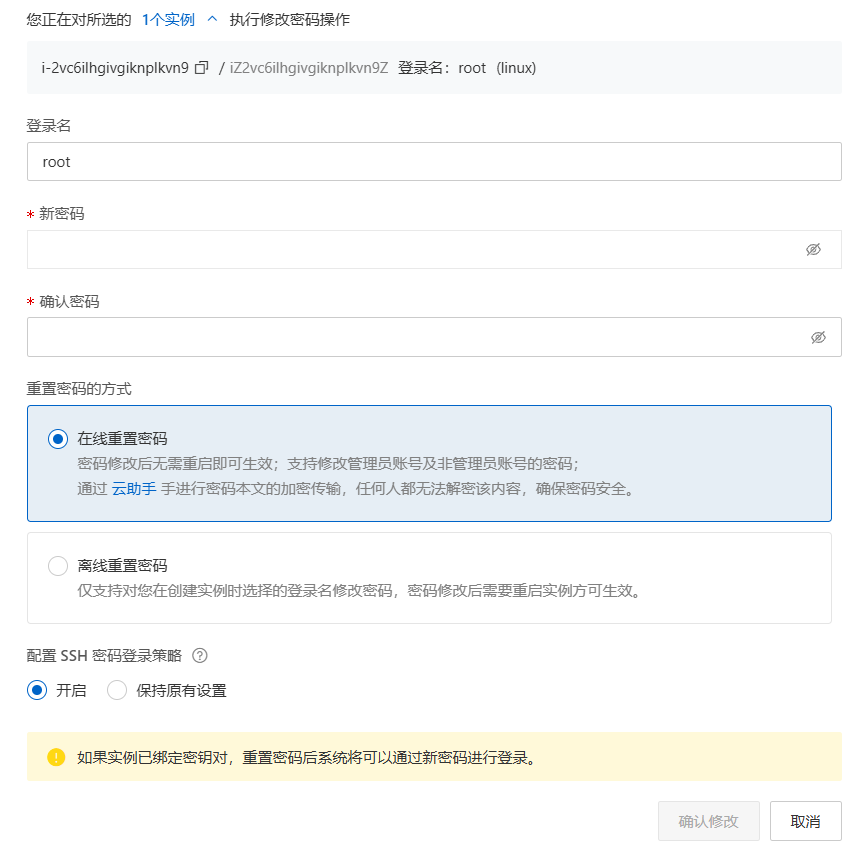 您正在对所选的 1个实例 执行修改密码操作
i-2vc6ilhgivgiknplkvn9 / iZ2vc6ilhgivgiknplkvn9Z 登录名：root (linux)
登录名
root
* 新密码
* 确认密码
重置密码的方式
在线重置密码
密码修改后无需重启即可生效；支持修改管理员账号及非管理员账号的密码；
通过 云助手 手进行密码本文的加密传输，任何人都无法解密该内容，确保密码安全。
离线重置密码
仅支持对您在创建实例时选择的登录名修改密码，密码修改后需要重启实例方可生效。
配置 SSH 密码登录策略 ?
开启 保持原有设置
如果实例已绑定密钥对，重置密码后系统将可以通过新密码进行登录。
确认修改 取消